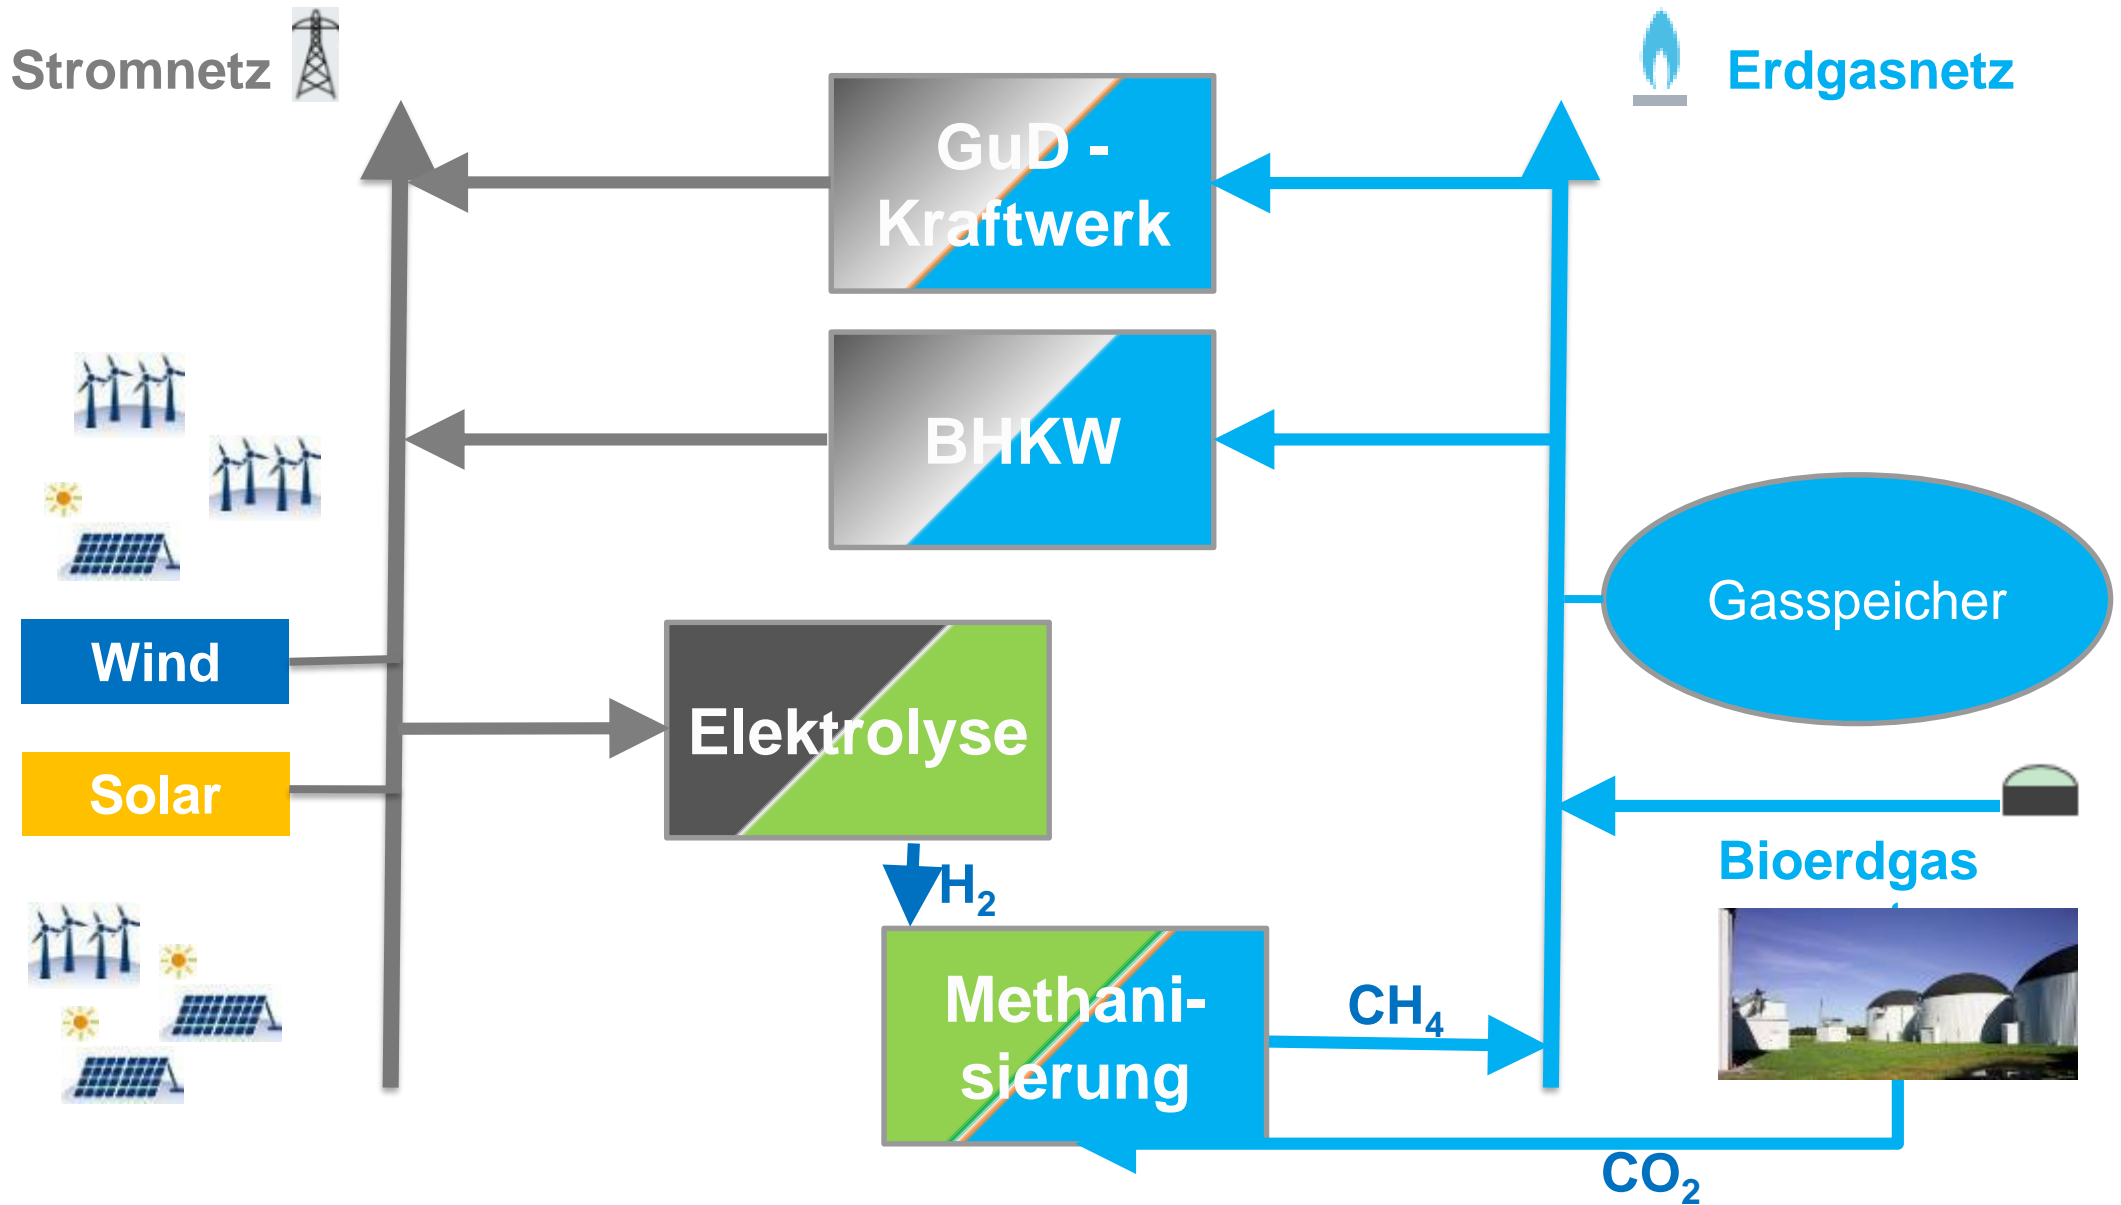 Stromnetz
Erdgasnetz
GuD -
Kraftwerk
BHKW
Gasspeicher
Wind
Elektrolyse
Solar
Bioerdgas
H₂
Methani-
sierung
CH₄
CO₂